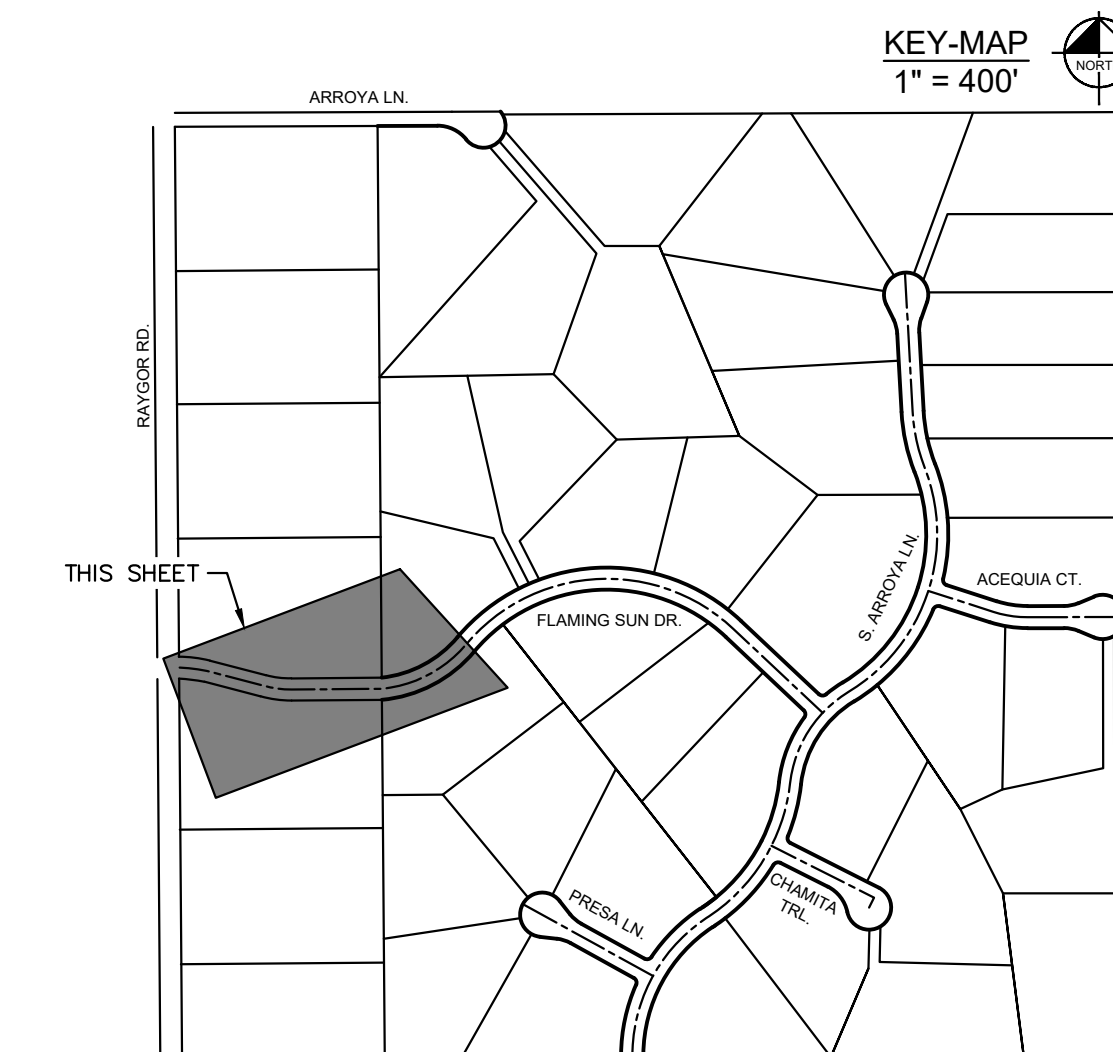 KEY-MAP
1" = 400'
NORT
ARROYA LN.
RAYGOR RD.
THIS SHEET
FLAMING SUN DR.
S. ARROYA LN.
ACEQUIA CT.
CHAMITA
TRL.
PRESA LN.